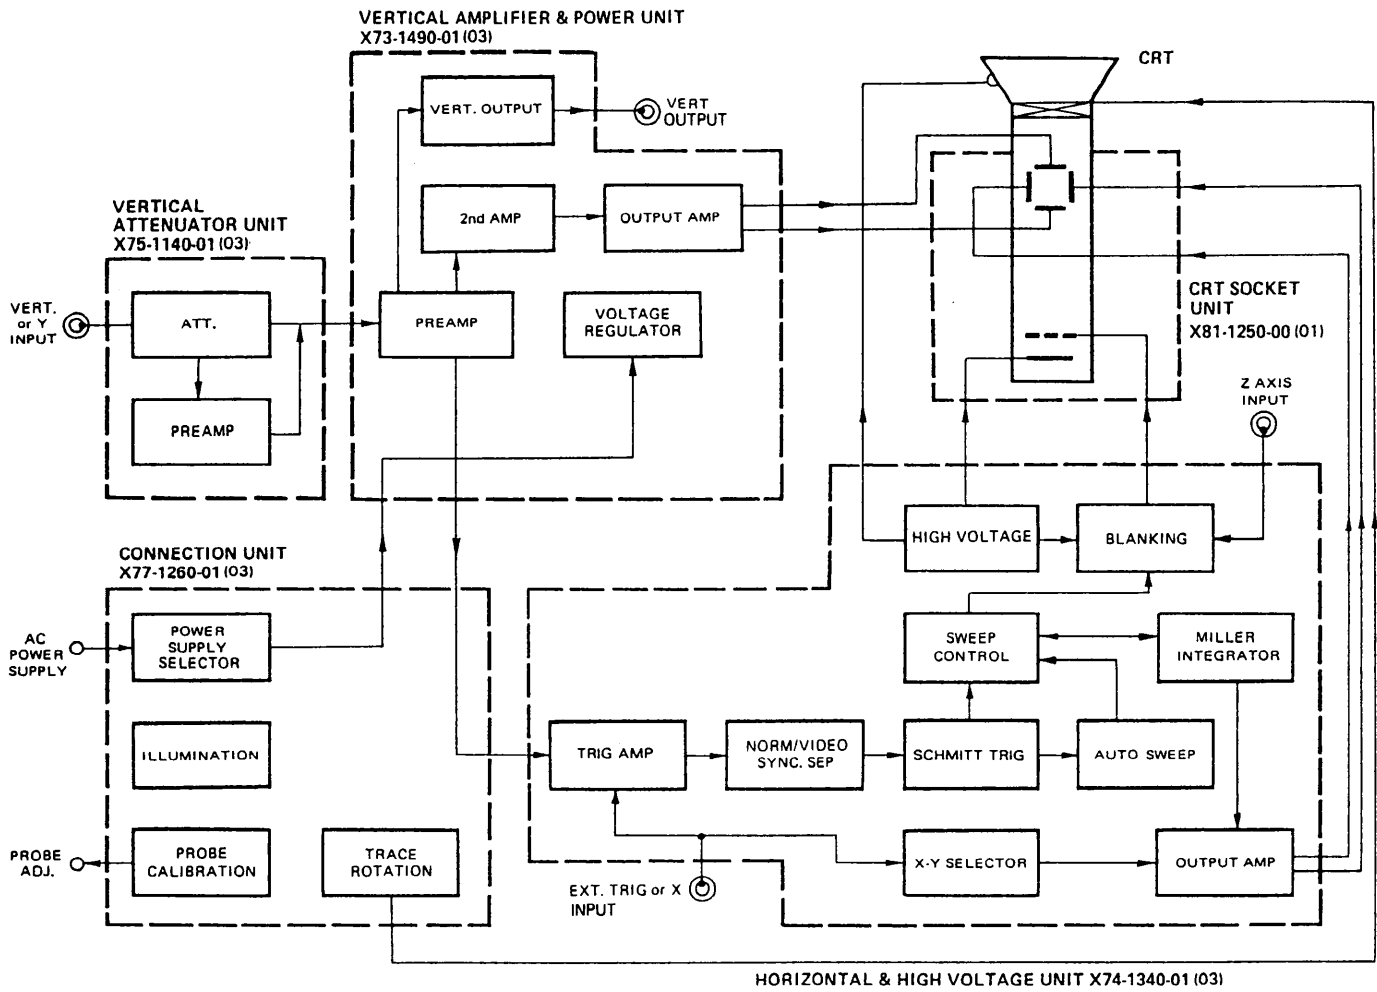 VERTICAL AMPLIFIER & POWER UNIT
X73-1490-01 (03)
CRT
VERT. OUTPUT
VERT
OUTPUT
VERTICAL
ATTENUATOR UNIT
X75-1140-01 (03)
2nd AMP
OUTPUT AMP
VERT.
or Y
INPUT
ATT.
PREAMP
PREAMP
VOLTAGE
REGULATOR
CRT SOCKET
UNIT
X81-1250-00 (01)
Z AXIS
INPUT
CONNECTION UNIT
X77-1260-01 (03)
HIGH VOLTAGE
BLANKING
AC
POWER
SUPPLY
POWER
SUPPLY
SELECTOR
SWEEP
CONTROL
MILLER
INTEGRATOR
ILLUMINATION
TRIG AMP
NORM/VIDEO
SYNC. SEP
SCHMITT TRIG
AUTO SWEEP
PROBE
ADJ.
PROBE
CALIBRATION
TRACE
ROTATION
EXT. TRIG or X
INPUT
X-Y SELECTOR
OUTPUT AMP
HORIZONTAL & HIGH VOLTAGE UNIT X74-1340-01 (03)